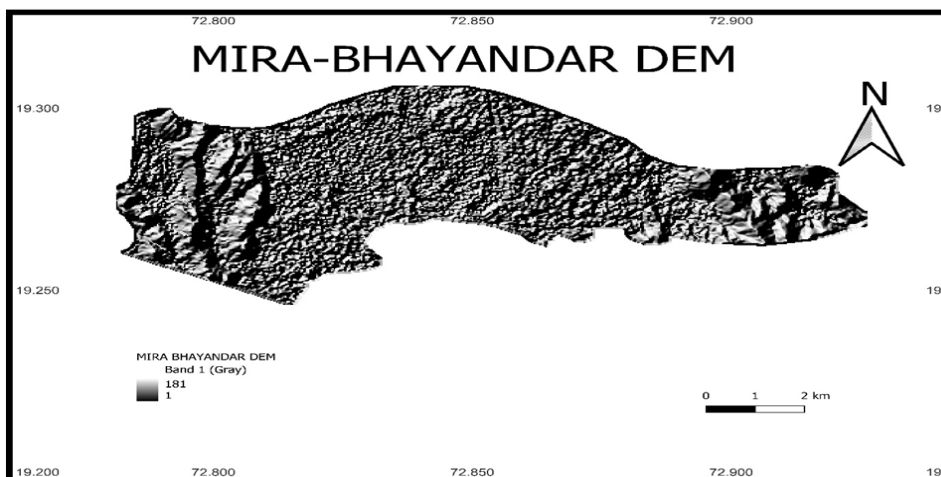 72.800 72.850 72.900
MIRA-BHAYANDAR DEM
N
19.300 19
19.250 19
MIRA BHAYANDAR DEM
Band 1 (Gray)
181
1
0 1 2 km
19.200 19
72.800 72.850 72.900